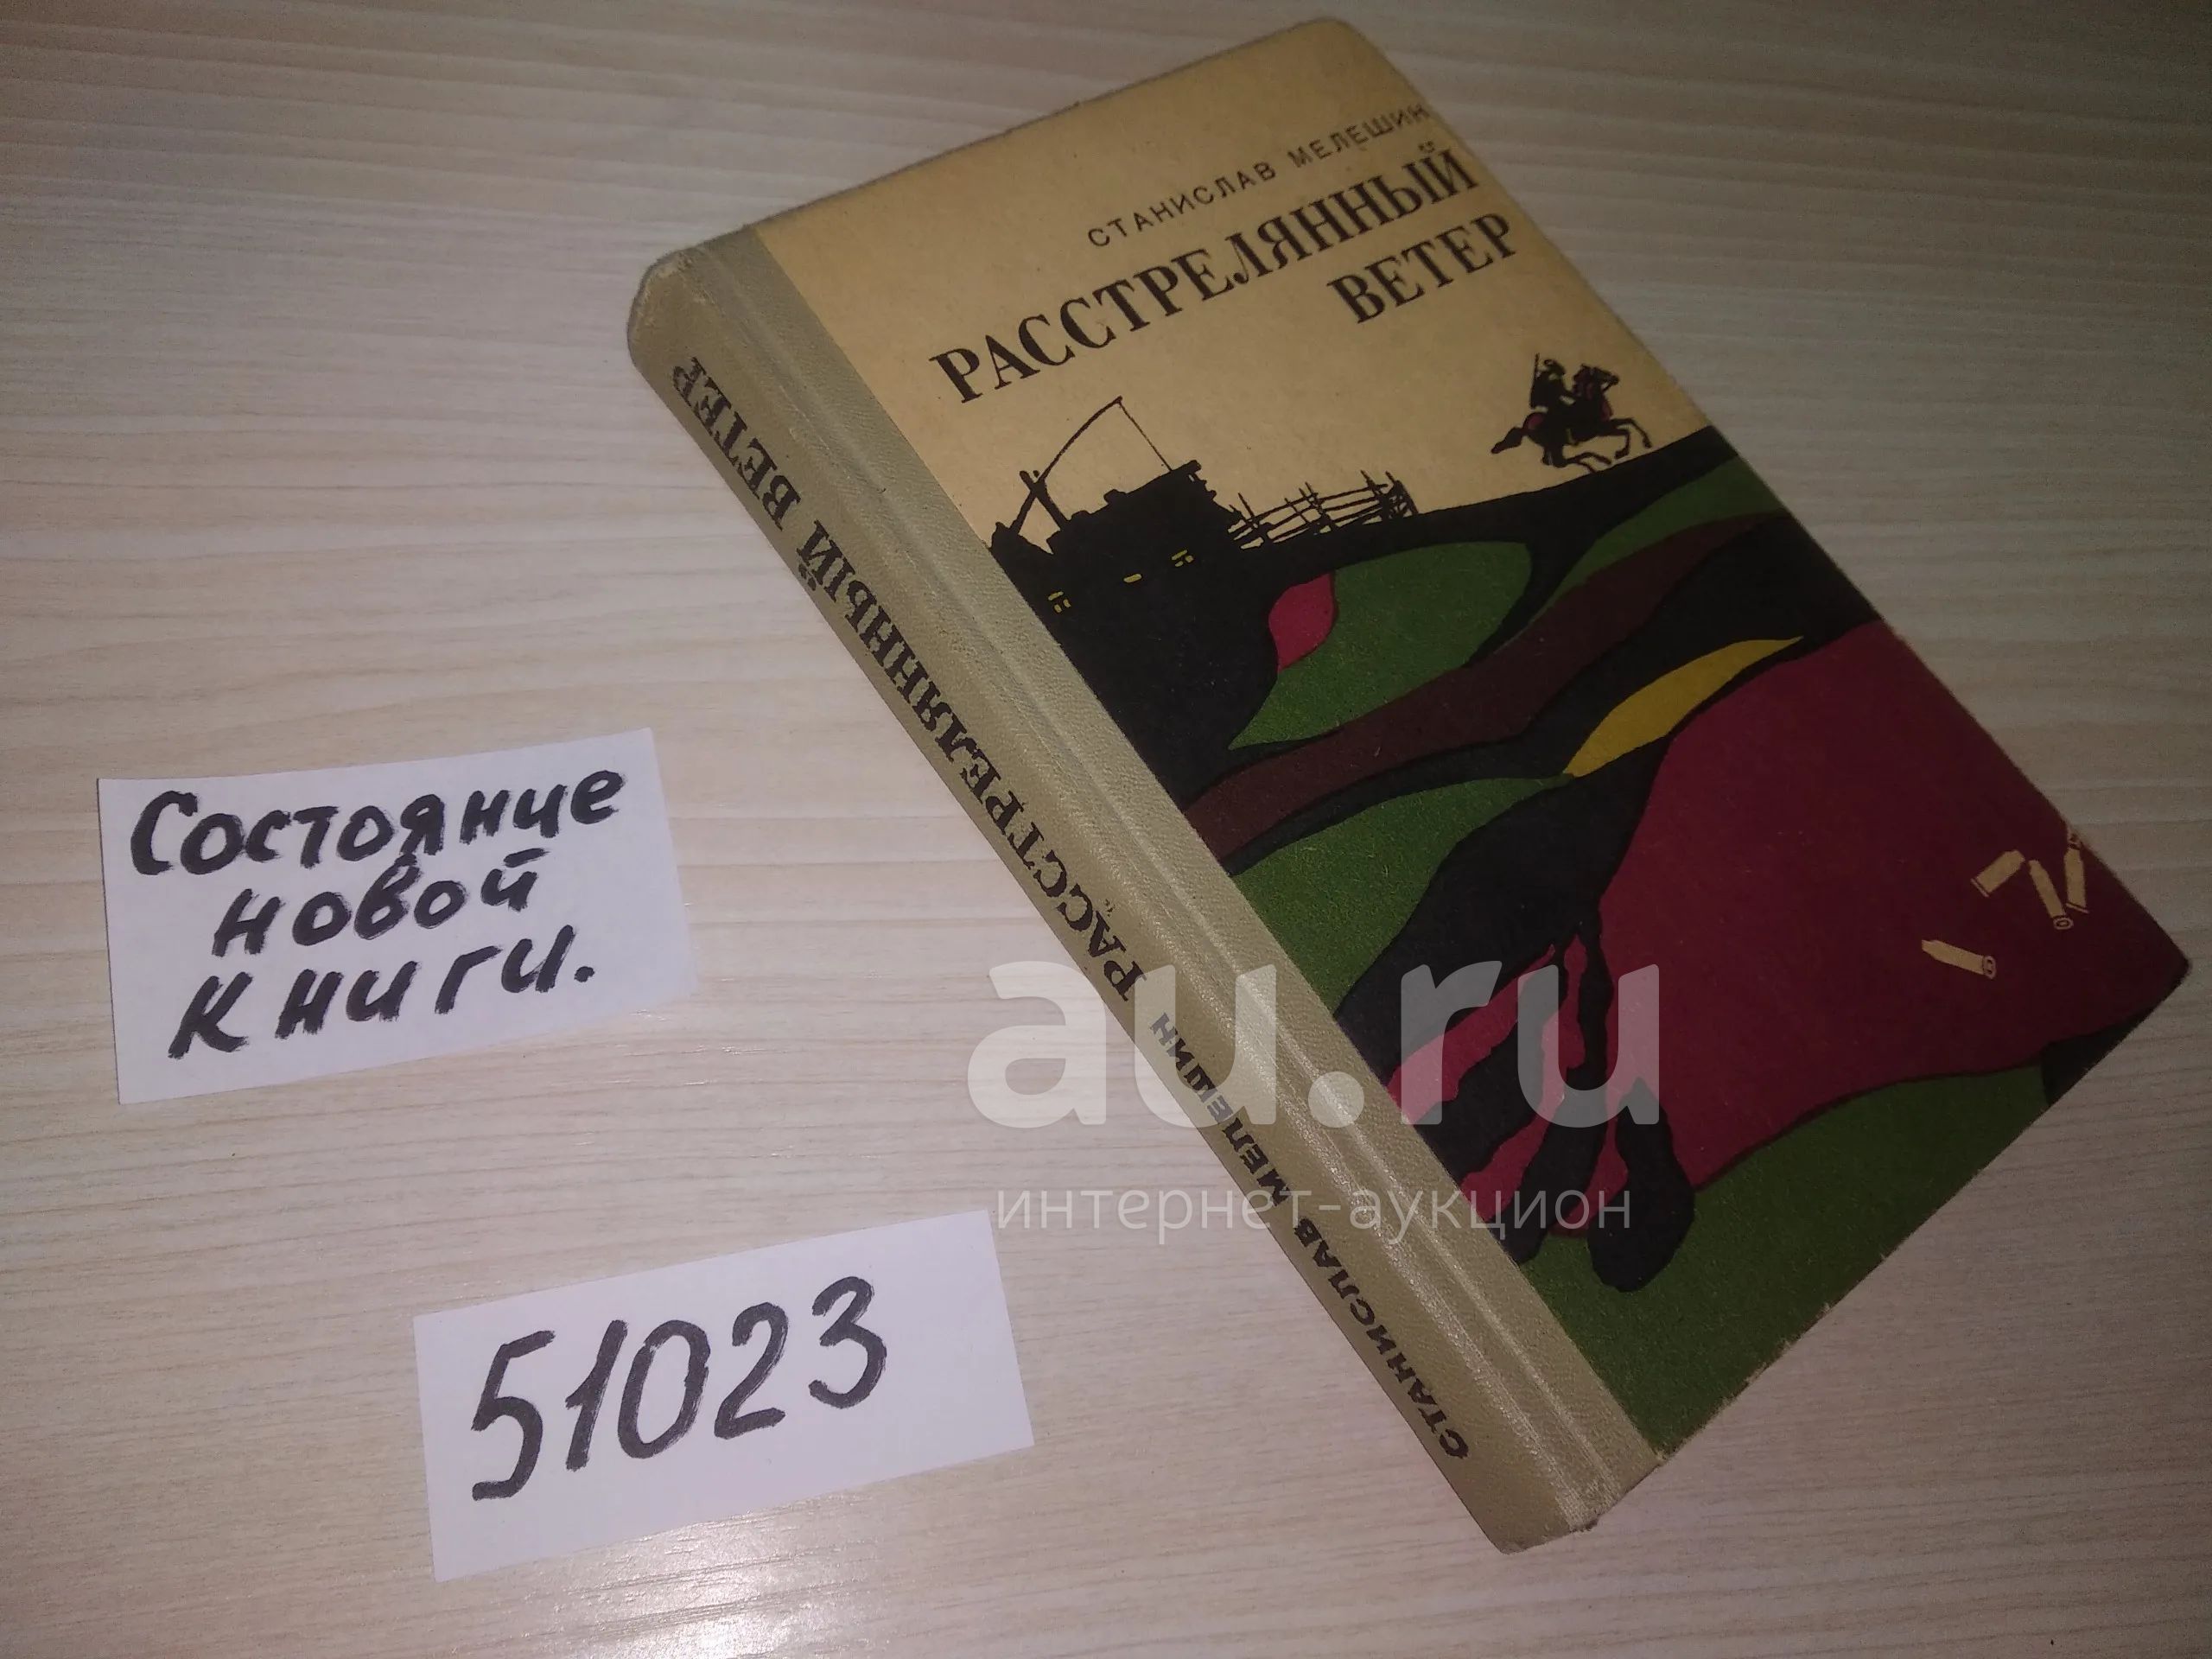 СТАНИСЛАВ МЕЛЕШИН
РАССТРЕЛЯННЫЙ
ВЕТЕР
СТАНИСЛАВ МЕЛЕШИН РАССТРЕЛЯННЫЙ ВЕТЕР
Состояние
новой
книги.
51023
au.ru
интернет-аукцион